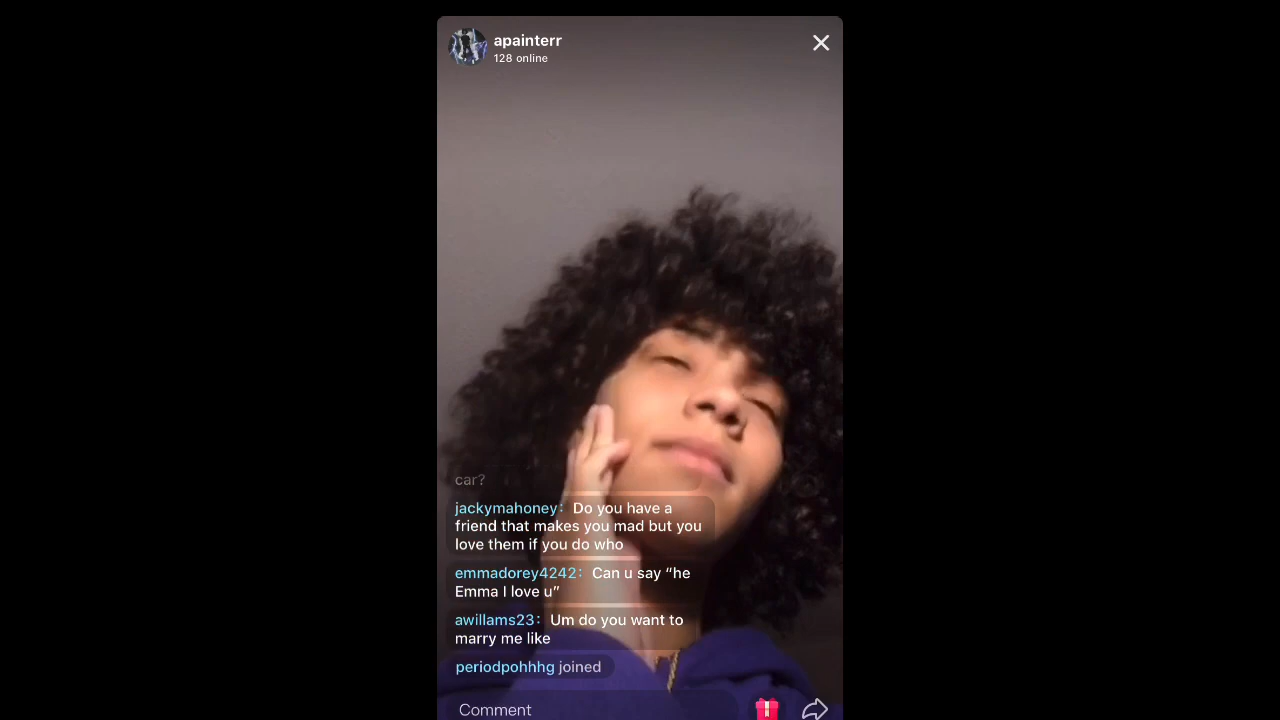 apainterr
128 online
car?
jackymahoney: Do you have a
friend that makes you mad but you
love them if you do who
emmadorey4242: Can u say “he
Emma I love u”
awillams23: Um do you want to
marry me like
periodpohhhg joined
Comment